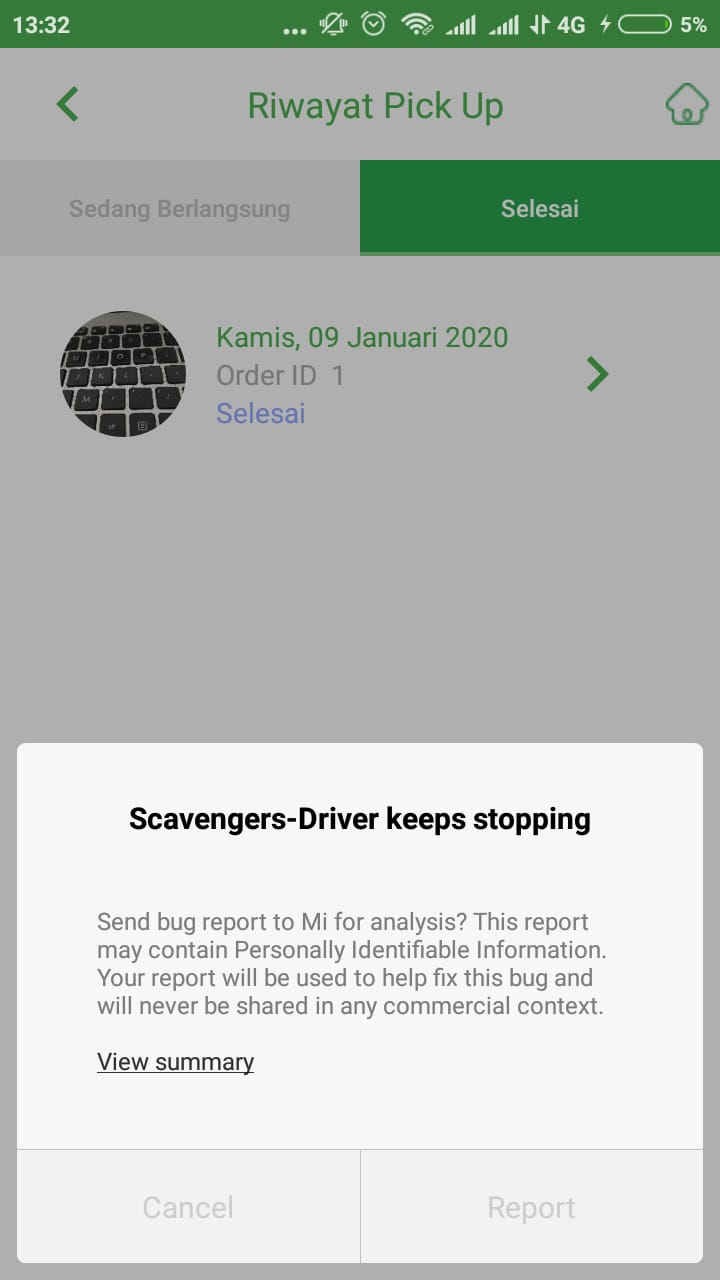 13:32 ... 4G 5%
Riwayat Pick Up
Sedang Berlangsung Selesai
Kamis, 09 Januari 2020
Order ID 1
Selesai
Scavengers-Driver keeps stopping
Send bug report to Mi for analysis? This report
may contain Personally Identifiable Information.
Your report will be used to help fix this bug and
will never be shared in any commercial context.
View summary
Cancel Report